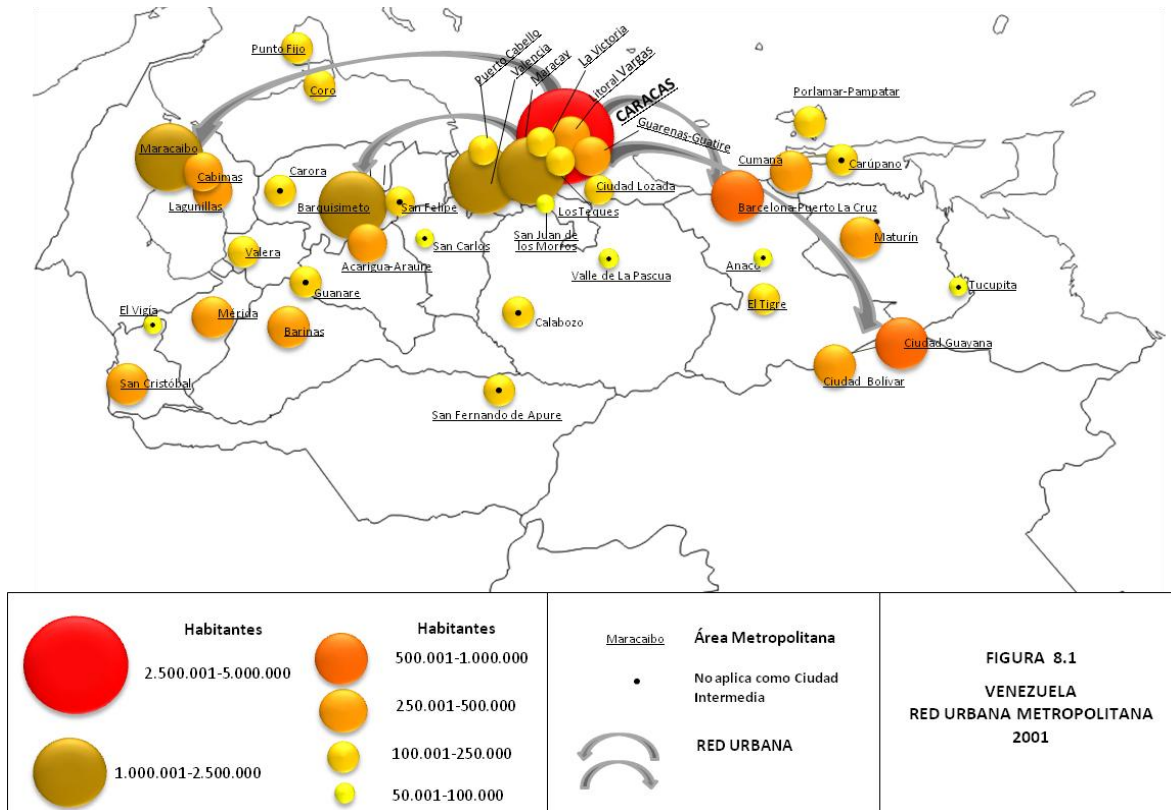 Punto Fijo
Coro
Puerto Cabello
Valencia
Maracay
La Victoria
Litoral Vargas
CARACAS
Guarenas-Guatire
Porlamar-Pampatar
Maracaibo
Cabimas
Lagunillas
Carora
Barquisimeto
San Felipe
Ciudad Lozada
Cumaná
Carúpano
Barcelona-Puerto La Cruz
Los Teques
San Juan de
los Morros
San Carlos
Valera
Acarigua-Araure
Valle de La Pascua
Anaco
Maturín
Tucupita
El Vigía
Mérida
Guanare
Barinas
Calabozo
El Tigre
Ciudad Guayana
San Cristóbal
San Fernando de Apure
Ciudad Bolivar
Habitantes
2.500.001-5.000.000
1.000.001-2.500.000
Habitantes
500.001-1.000.000
250.001-500.000
100.001-250.000
50.001-100.000
Maracaibo
Área Metropolitana
No aplica como Ciudad
Intermedia
RED URBANA
FIGURA 8.1
VENEZUELA
RED URBANA METROPOLITANA
2001